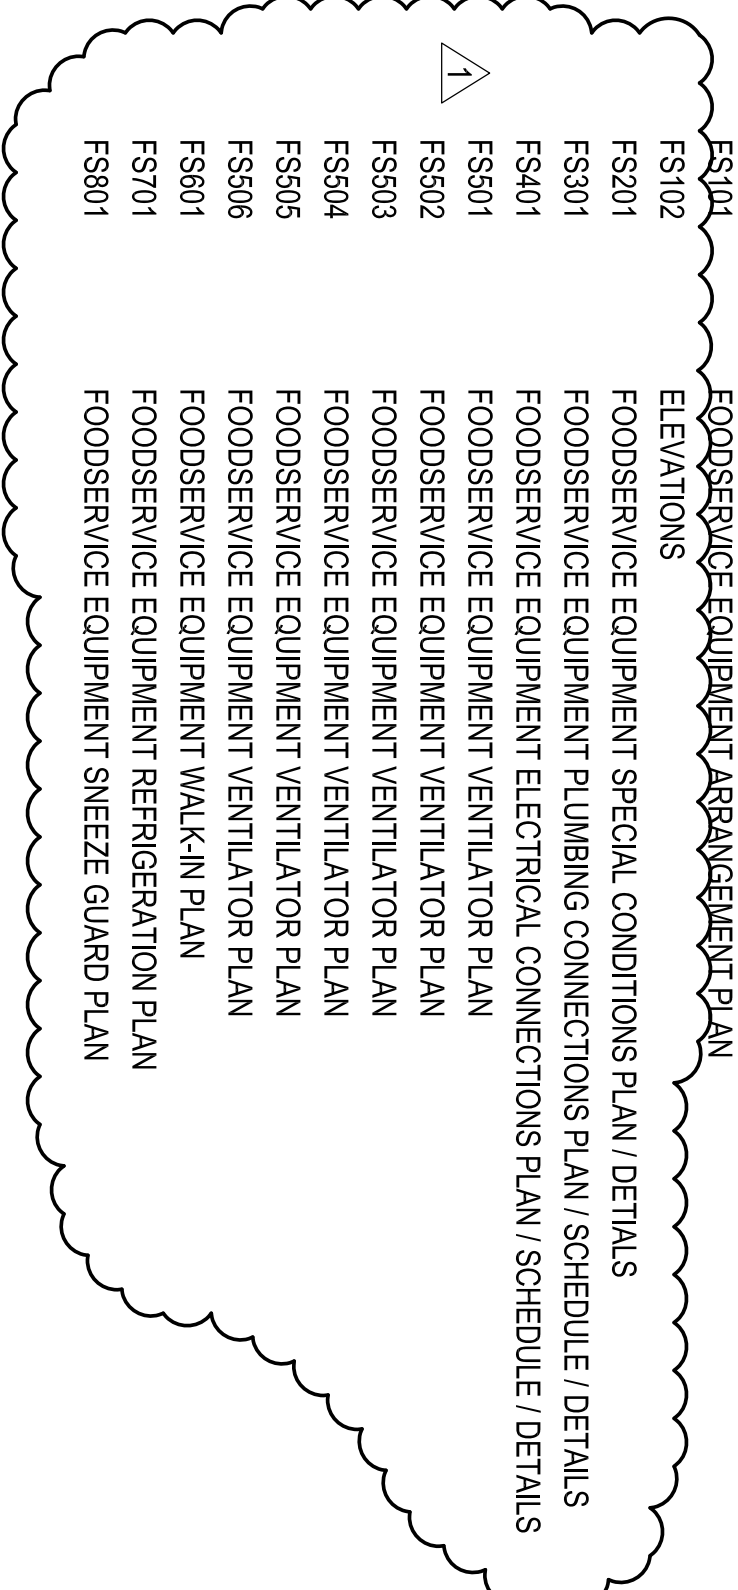 FS101 FOODSERVICE EQUIPMENT ARRANGEMENT PLAN
FS102 ELEVATIONS
FS201 FOODSERVICE EQUIPMENT SPECIAL CONDITIONS PLAN / DETIALS
FS301 FOODSERVICE EQUIPMENT PLUMBING CONNECTIONS PLAN / SCHEDULE / DETAILS
FS401 FOODSERVICE EQUIPMENT ELECTRICAL CONNECTIONS PLAN / SCHEDULE / DETAILS
1
FS501 FOODSERVICE EQUIPMENT VENTILATOR PLAN
FS502 FOODSERVICE EQUIPMENT VENTILATOR PLAN
FS503 FOODSERVICE EQUIPMENT VENTILATOR PLAN
FS504 FOODSERVICE EQUIPMENT VENTILATOR PLAN
FS505 FOODSERVICE EQUIPMENT VENTILATOR PLAN
FS506 FOODSERVICE EQUIPMENT VENTILATOR PLAN
FS601 FOODSERVICE EQUIPMENT WALK-IN PLAN
FS701 FOODSERVICE EQUIPMENT REFRIGERATION PLAN
FS801 FOODSERVICE EQUIPMENT SNEEZE GUARD PLAN